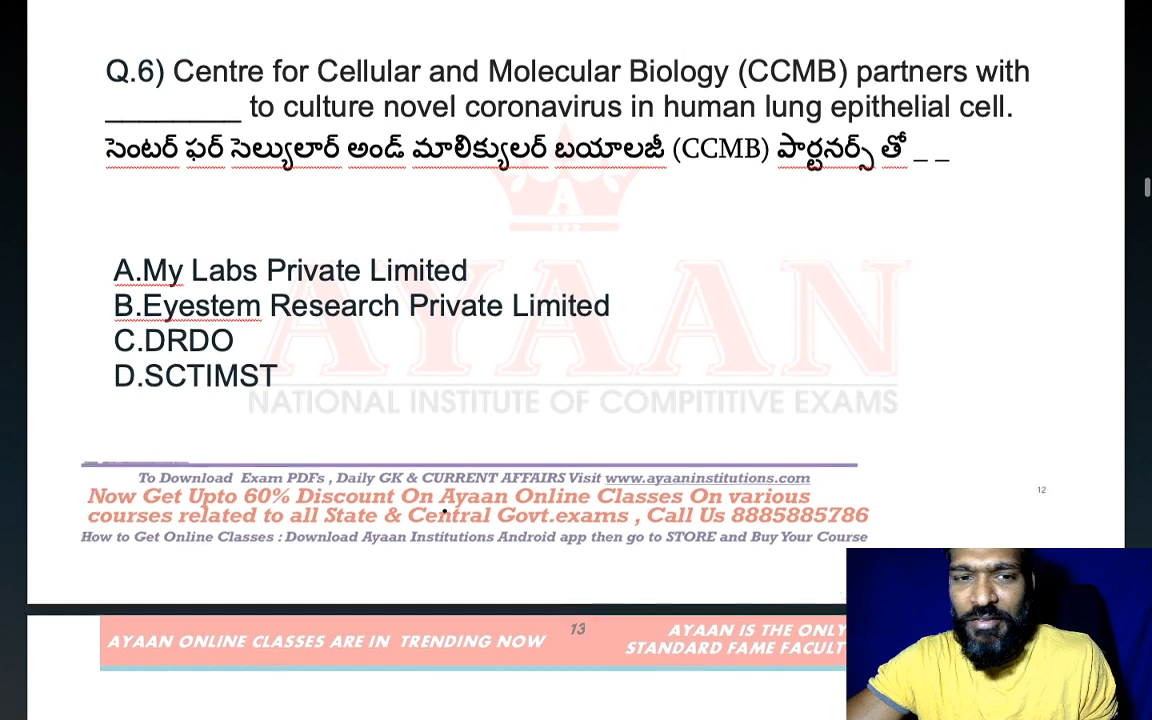 Q.6) Centre for Cellular and Molecular Biology (CCMB) partners with
________ to culture novel coronavirus in human lung epithelial cell.
సెంటర్ ఫర్ సెల్యులార్ అండ్ మాలిక్యులర్ బయాలజీ (CCMB) పార్టనర్స్ తో _ _
A.My Labs Private Limited
B.Eyestem Research Private Limited
C.DRDO
D.SCTIMST
AYAAN
NATIONAL INSTITUTE OF COMPITITIVE EXAMS
To Download Exam PDFs , Daily GK & CURRENT AFFAIRS Visit www.ayaaninstitutions.com
Now Get Upto 60% Discount On Ayaan Online Classes On various
courses related to all State & Central Govt.exams , Call Us 8885885786
How to Get Online Classes : Download Ayaan Institutions Android app then go to STORE and Buy Your Course
12
AYAAN ONLINE CLASSES ARE IN TRENDING NOW
13
AYAAN IS THE ONLY
STANDARD FAME FACULT